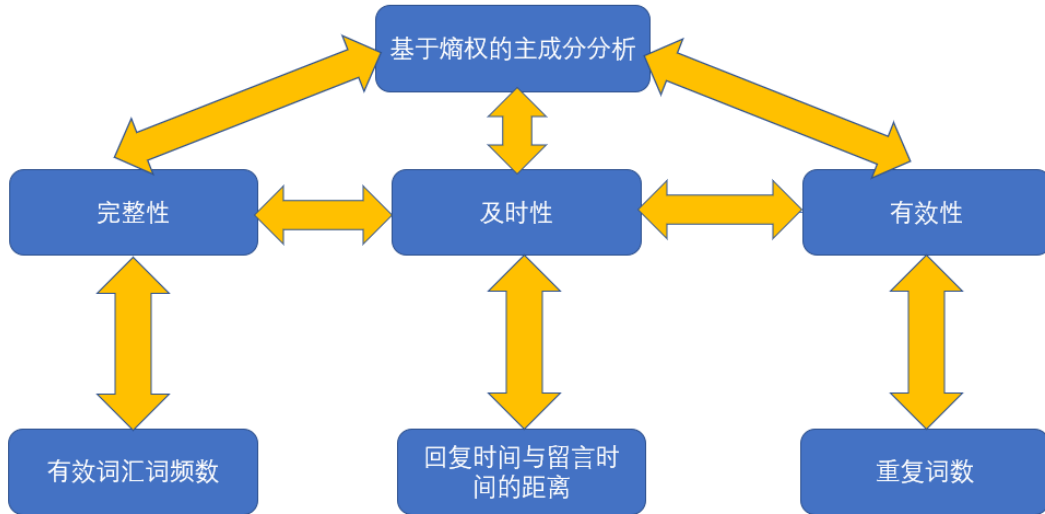 基于熵权的主成分分析
完整性
及时性
有效性
有效词汇词频数
回复时间与留言时
间的距离
重复词数